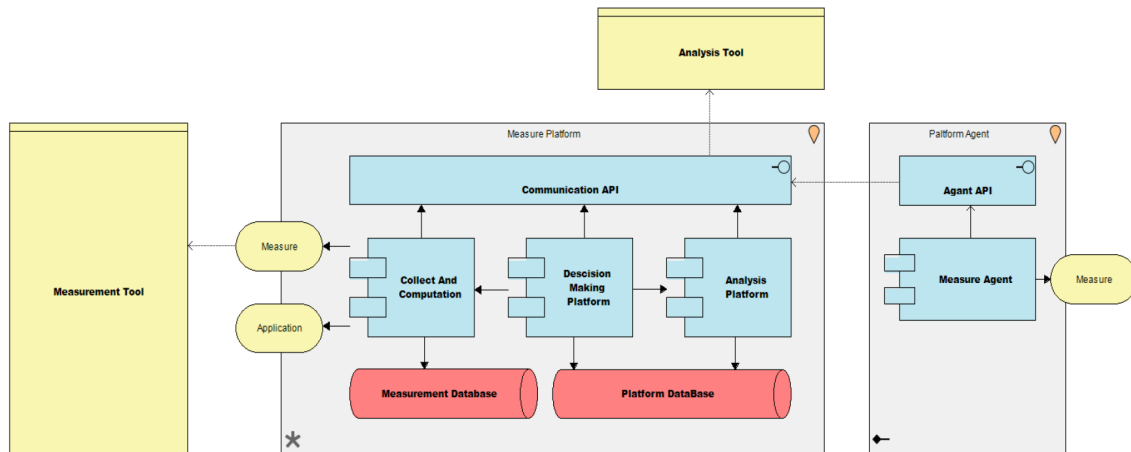 Analysis Tool
Measure Platform
Paltform Agent
Communication API
Agant API
Measure
Measurement Tool
Collect And
Computation
Descision
Making
Platform
Analysis
Platform
Measure Agent
Measure
Application
Measurement Database
Platform DataBase